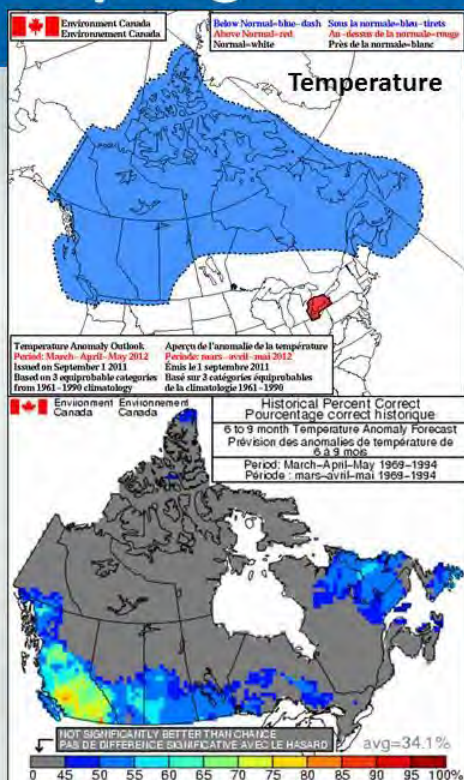 Environment Canada
Environnement Canada
Below Normal=blue-dash Sous la normale=bleu-tirets
Above Normal=red Au-dessus de la normale=rouge
Normal=white Près de la normale=blanc
Temperature
Temperature Anomaly Outlook
Period: March-April-May 2012
Issued on September 1 2011
Based on 3 equiprobable categories
from 1961-1990 climatology
Aperçu de l'anomalie de la température
Période: mars-avril-mai 2012
Émis le 1 septembre 2011
Basé sur 3 catégories équiprobables
de la climatologie 1961-1990
Environment Environnement
Canada Canada
Historical Percent Correct
Pourcentage correct historique
6 to 9 month Temperature Anomaly Forecast
Prévision des anomalies de température de
6 à 9 mois
Period: March-April-May 1969-1994
Période : mars-avril-mai 1969-1994
NOT SIGNIFICANTLY BETTER THAN CHANCE
PAS DE DIFFERENCE SIGNIFICATIVE AVEC LE HASARD
avg=34.1%
0 45 50 55 60 65 70 75 80 85 90 95 100%